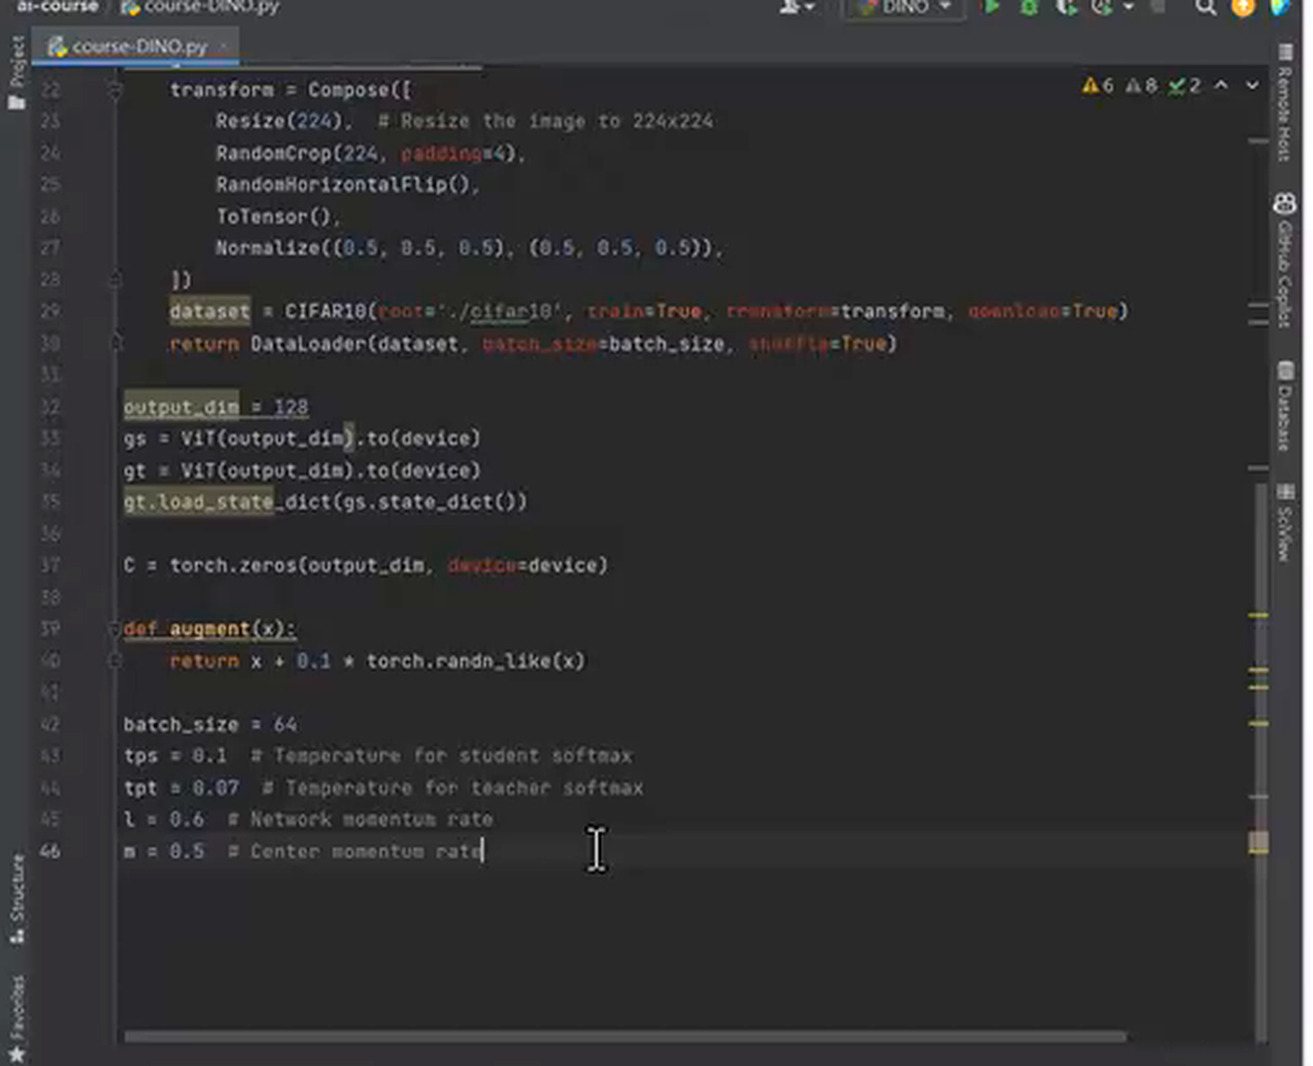 ai-course course-DINO.py DINO
course-DINO.py
Project
6 8 2
22 transform = Compose([
23 Resize(224), # Resize the image to 224x224
24 RandomCrop(224, padding=4),
25 RandomHorizontalFlip(),
26 ToTensor(),
27 Normalize((0.5, 0.5, 0.5), (0.5, 0.5, 0.5)),
28 ])
29 dataset = CIFAR10(root='./cifar10', train=True, transform=transform, download=True)
30 return DataLoader(dataset, batch_size=batch_size, shuffle=True)
31
32 output_dim = 128
33 gs = ViT(output_dim).to(device)
34 gt = ViT(output_dim).to(device)
35 gt.load_state_dict(gs.state_dict())
36
37 C = torch.zeros(output_dim, device=device)
38
39 def augment(x):
40 return x + 0.1 * torch.randn_like(x)
41
42 batch_size = 64
43 tps = 0.1 # Temperature for student softmax
44 tpt = 0.07 # Temperature for teacher softmax
45 l = 0.6 # Network momentum rate
46 m = 0.5 # Center momentum rate
Structure
Favorites
Remote Host
GitHub Copilot
Database
SciView